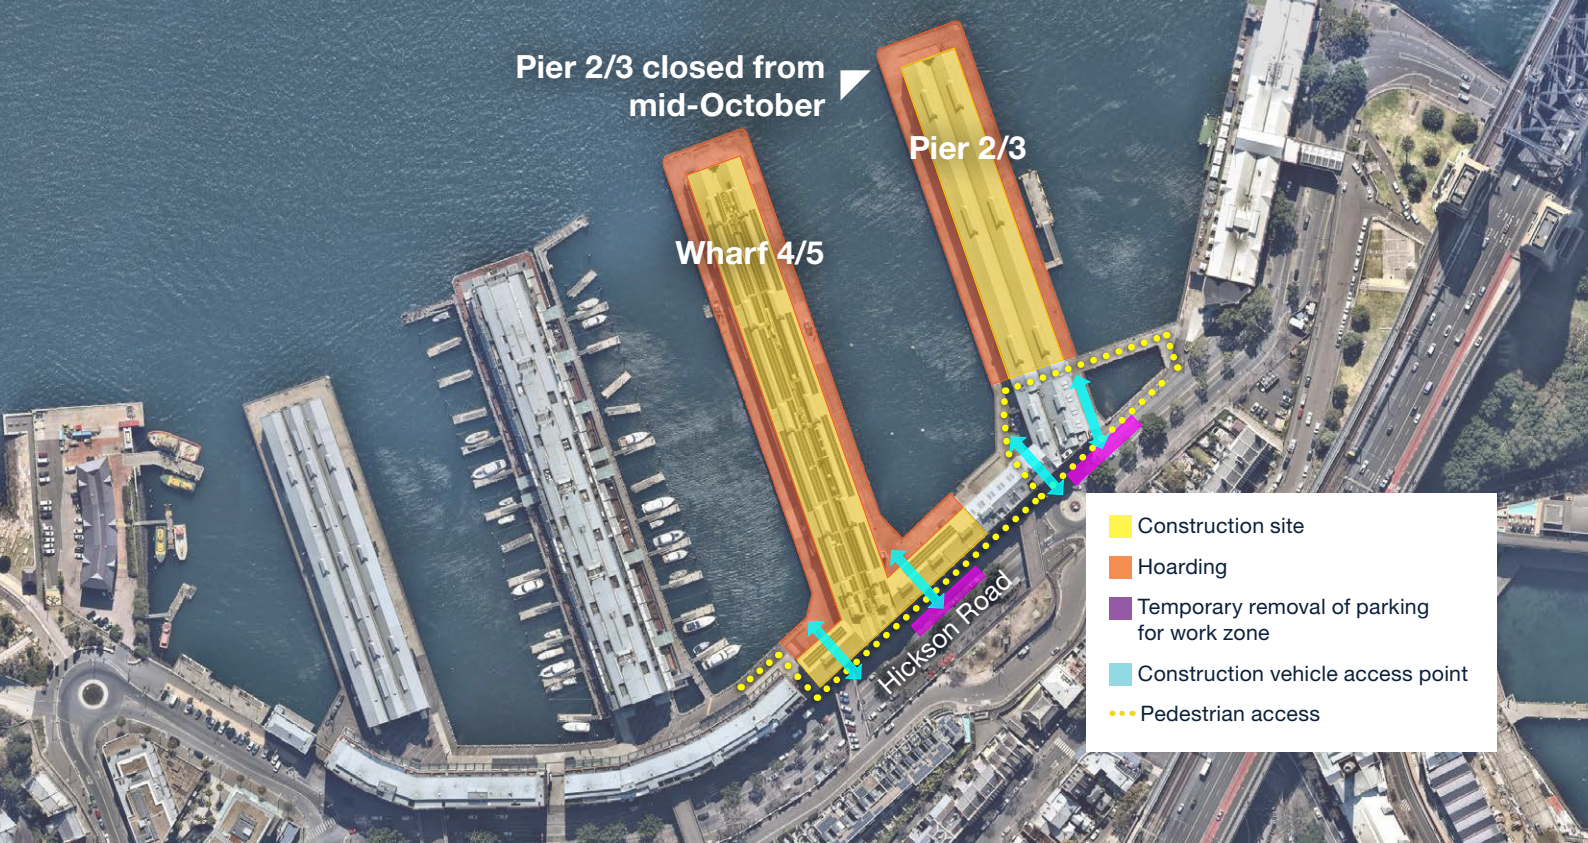 Pier 2/3 closed from
mid-October
Pier 2/3
Wharf 4/5
Hickson Road
Construction site
Hoarding
Temporary removal of parking
for work zone
Construction vehicle access point
Pedestrian access